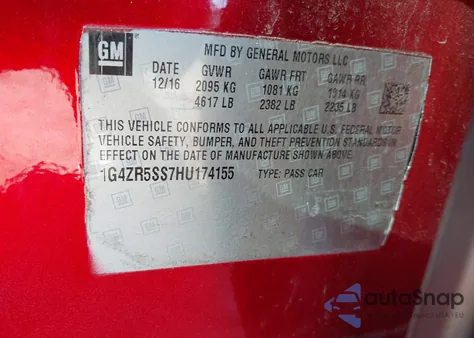 GM
MFD BY GENERAL MOTORS LLC
DATE GVWR GAWR FRT GAWR RR
12/16 2095 KG 1081 KG 1014 KG
4617 LB 2382 LB 2235 LB
THIS VEHICLE CONFORMS TO ALL APPLICABLE U.S. FEDERAL MOTOR
VEHICLE SAFETY, BUMPER, AND THEFT PREVENTION STANDARDS IN
EFFECT ON THE DATE OF MANUFACTURE SHOWN ABOVE.
1G4ZR5SS7HU174155 TYPE: PASS CAR
autoSnap